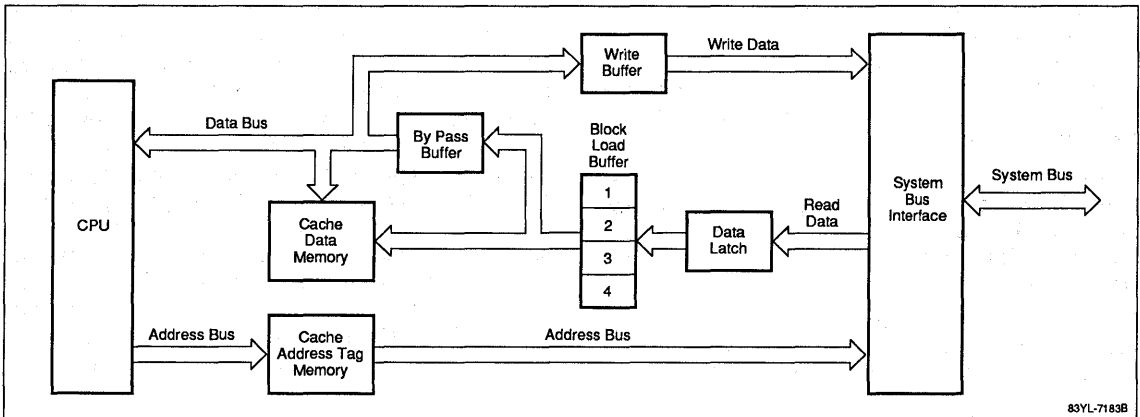 Write Data
Write
Buffer
Data Bus
By Pass
Buffer
Block
Load
Buffer
System Bus
1
Read
Data
CPU
Cache
Data
Memory
2
Data
Latch
System
Bus
Interface
3
4
Address Bus
Cache
Address Tag
Memory
Address Bus
83YL-7183B